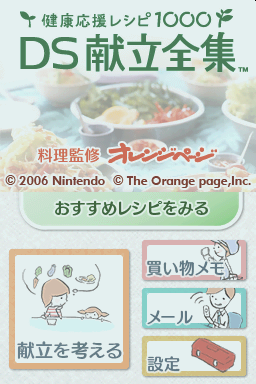 健康応援レシピ1000
DS献立全集™
料理監修 オレンジページ
© 2006 Nintendo © The Orange page,Inc.
おすすめレシピをみる
献立を考える
買い物メモ
メール
設定